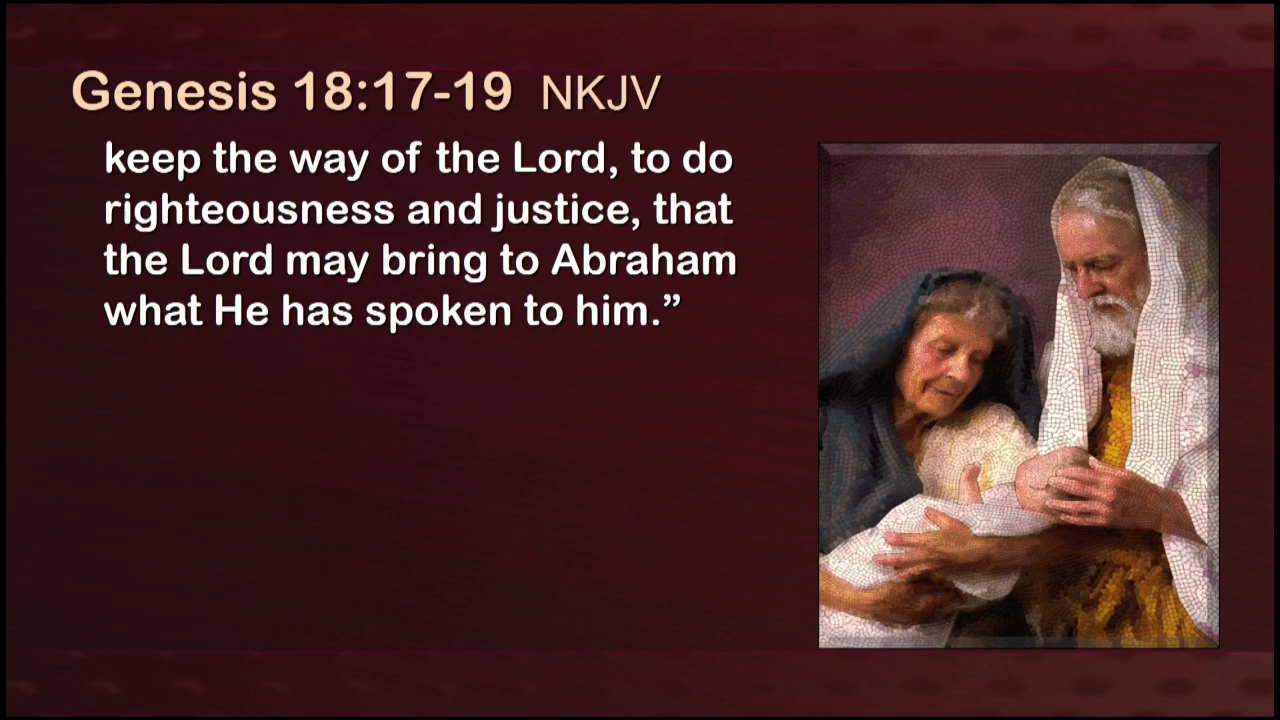 Genesis 18:17-19 NKJV
keep the way of the Lord, to do
righteousness and justice, that
the Lord may bring to Abraham
what He has spoken to him.”